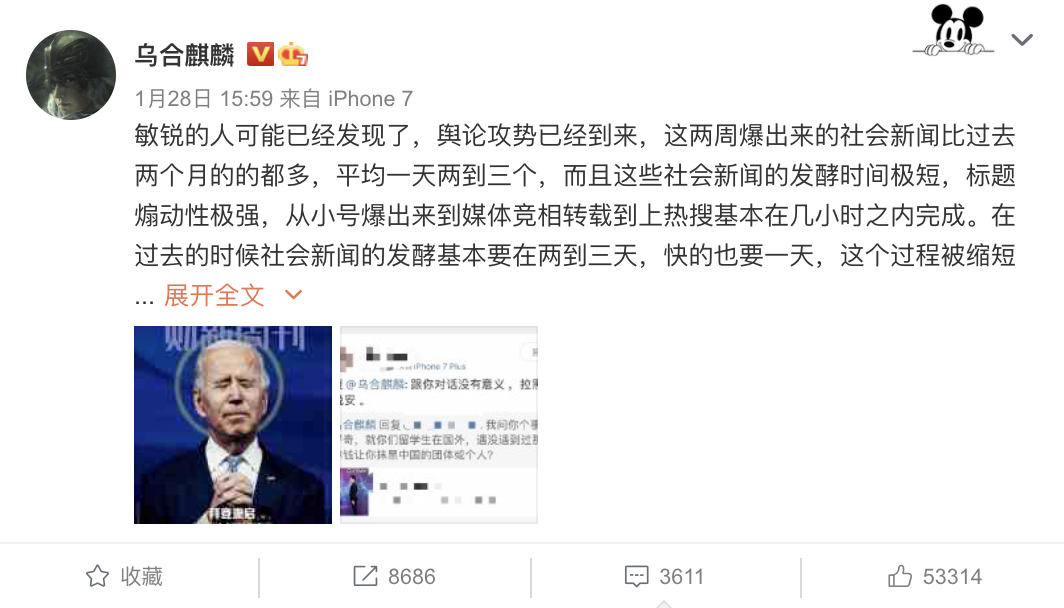 乌合麒麟
1月28日 15:59 来自 iPhone 7
敏锐的人可能已经发现了，舆论攻势已经到来，这两周爆出来的社会新闻比过去
两个月的的都多，平均一天两到三个，而且这些社会新闻的发酵时间极短，标题
煽动性极强，从小号爆出来到媒体竞相转载到上热搜基本在几小时之内完成。在
过去的时候社会新闻的发酵基本要在两到三天，快的也要一天，这个过程被缩短
... 展开全文
财新周刊
拜登重启
iPhone 7 Plus
@乌合麒麟: 跟你对话没有意义，拉黑
安。
合麒麟 回复
我问你个事
奇，就你们留学生在国外，遇没遇到过那
钱让你抹黑中国的团体或个人？
收藏
8686
3611
53314